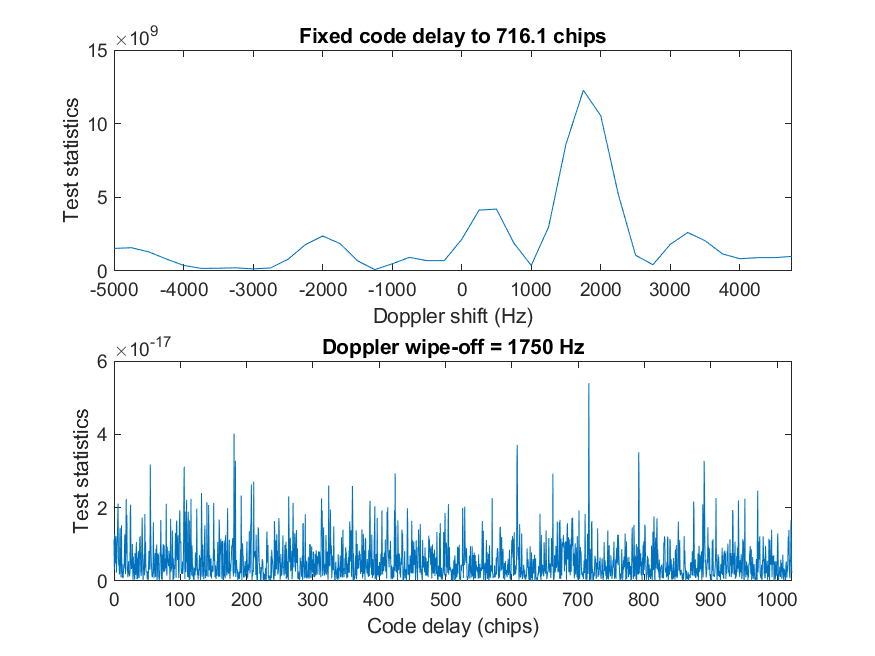 ×10⁹
Fixed code delay to 716.1 chips
15
10
5
0
Test statistics
-5000 -4000 -3000 -2000 -1000 0 1000 2000 3000 4000
Doppler shift (Hz)
×10⁻¹⁷
Doppler wipe-off = 1750 Hz
6
4
2
0
Test statistics
0 100 200 300 400 500 600 700 800 900 1000
Code delay (chips)